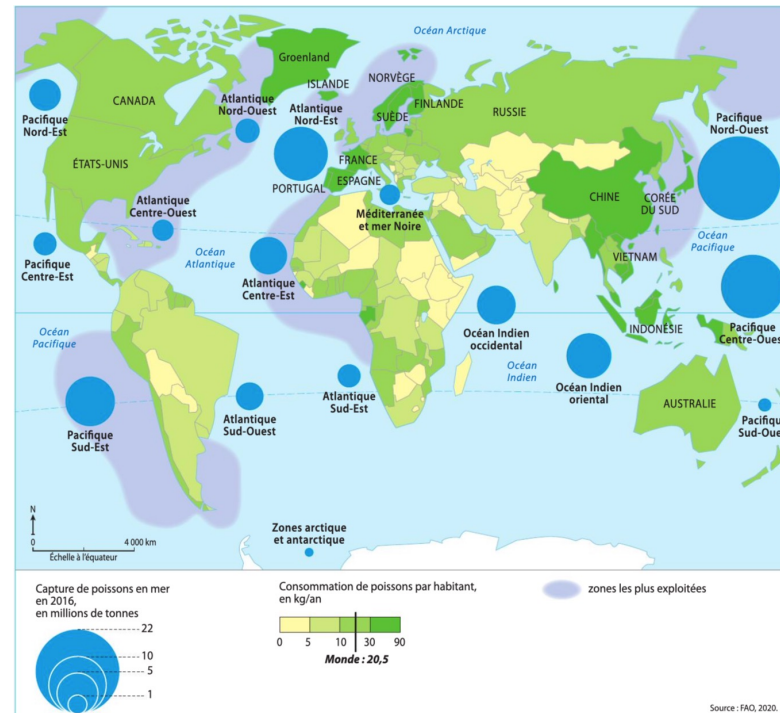 Océan Arctique
Groenland
ISLANDE
NORVÈGE
FINLANDE
SUÈDE
RUSSIE
CANADA
Pacifique
Nord-Est
Atlantique
Nord-Ouest
Atlantique
Nord-Est
Pacifique
Nord-Ouest
ÉTATS-UNIS
FRANCE
ESPAGNE
PORTUGAL
CHINE
CORÉE
DU SUD
Atlantique
Centre-Ouest
Méditerranée
et mer Noire
Océan
Pacifique
Pacifique
Centre-Est
Océan
Atlantique
Atlantique
Centre-Est
VIETNAM
Océan
Pacifique
Océan Indien
occidental
INDONÉSIE
Pacifique
Centre-Oues
Océan
Indien
Océan Indien
oriental
Pacifique
Sud-Est
Atlantique
Sud-Ouest
Atlantique
Sud-Est
AUSTRALIE
Pacifiq
Sud-Oue
N
0 4 000 km
Échelle à l'équateur
Zones arctique
et antarctique
Capture de poissons en mer
en 2016,
en millions de tonnes
22
10
5
1
Consommation de poissons par habitant,
en kg/an
0 5 10 30 90
Monde : 20,5
zones les plus exploitées
Source : FAO, 2020.